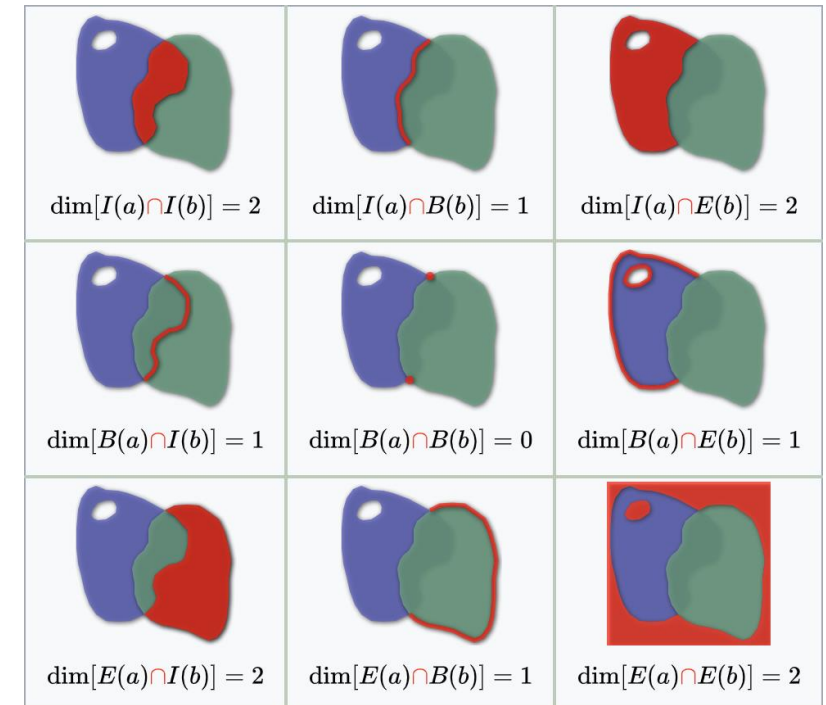 dim[I(a)∩I(b)] = 2
dim[I(a)∩B(b)] = 1
dim[I(a)∩E(b)] = 2
dim[B(a)∩I(b)] = 1
dim[B(a)∩B(b)] = 0
dim[B(a)∩E(b)] = 1
dim[E(a)∩I(b)] = 2
dim[E(a)∩B(b)] = 1
dim[E(a)∩E(b)] = 2